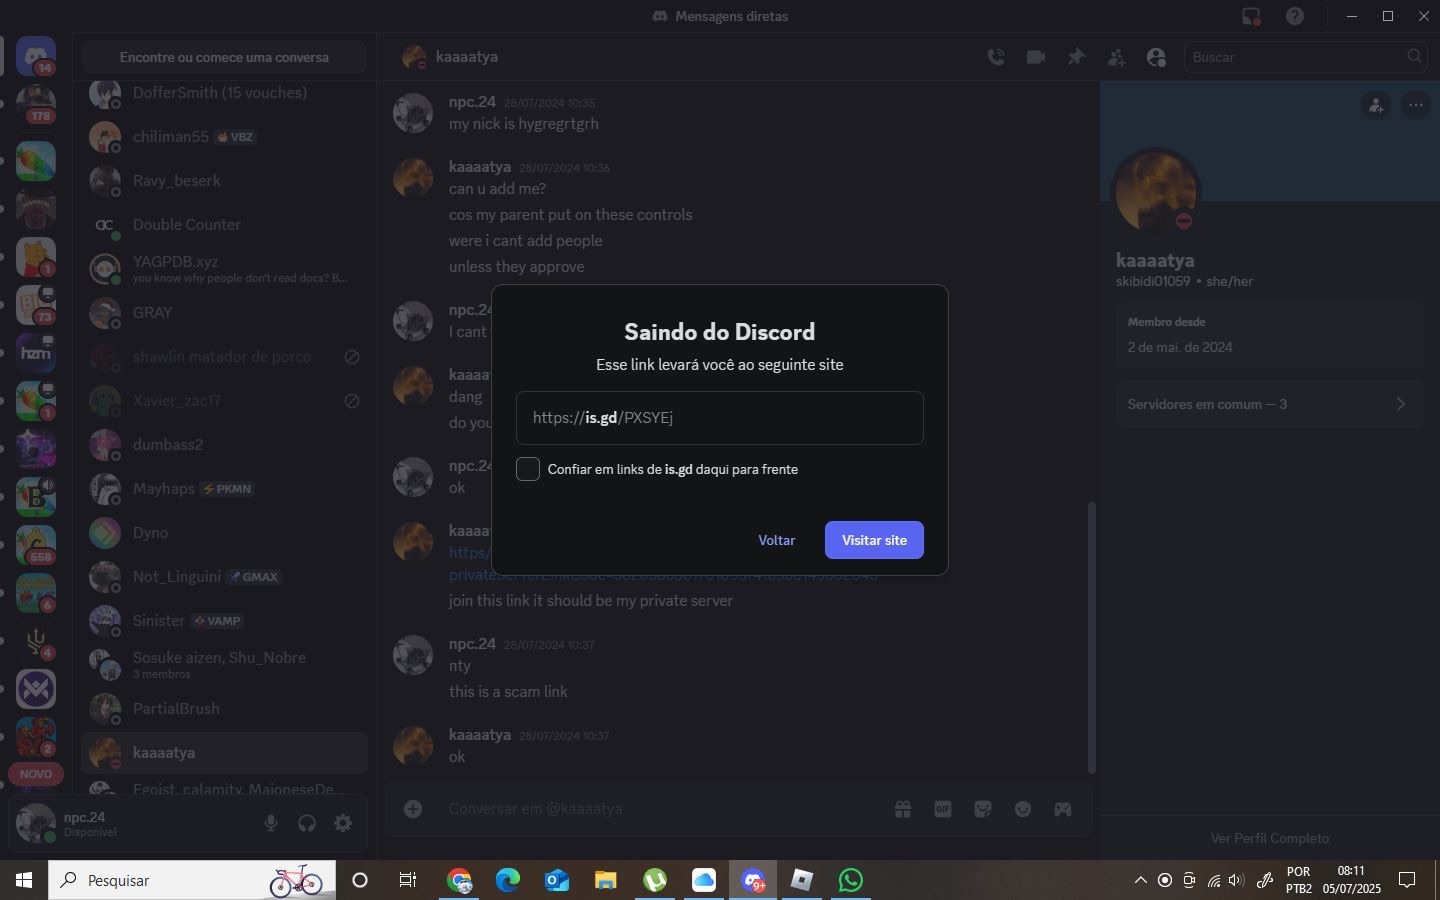 Mensagens diretas
Encontre ou comece uma conversa
kaaaatya
Buscar
14
178
1
73
1
558
6
4
2
NOVO
DofferSmith (15 vouches)
chiliman55 VBZ
Ravy_beserk
Double Counter
YAGPDB.xyz
you know why people don't read docs? B...
GRAY
shawlin matador de porco
Xavier_zac17
dumbass2
Mayhaps PKMN
Dyno
Not_Linguini GMAX
Sinister VAMP
Sosuke aizen, Shu_Nobre
3 membros
PartialBrush
kaaaatya
Egoist, calamity, MaioneseDe...
npc.24
Disponível
npc.24 28/07/2024 10:35
my nick is hygregrtgrh
kaaaatya 28/07/2024 10:36
can u add me?
cos my parent put on these controls
were i cant add people
unless they approve
npc.24
I cant
kaaaat
dang
do you
npc.24
ok
kaaaat
https:/
join this link it should be my private server
npc.24 28/07/2024 10:37
nty
this is a scam link
kaaaatya 28/07/2024 10:37
ok
Conversar em @kaaaatya
GIF
Saindo do Discord
Esse link levará você ao seguinte site
https://is.gd/PXSYEj
Confiar em links de is.gd daqui para frente
Voltar
Visitar site
kaaaatya
skibidi01059 • she/her
Membro desde
2 de mai. de 2024
Servidores em comum — 3
Ver Perfil Completo
Pesquisar
9+
POR
PTB2
08:11
05/07/2025